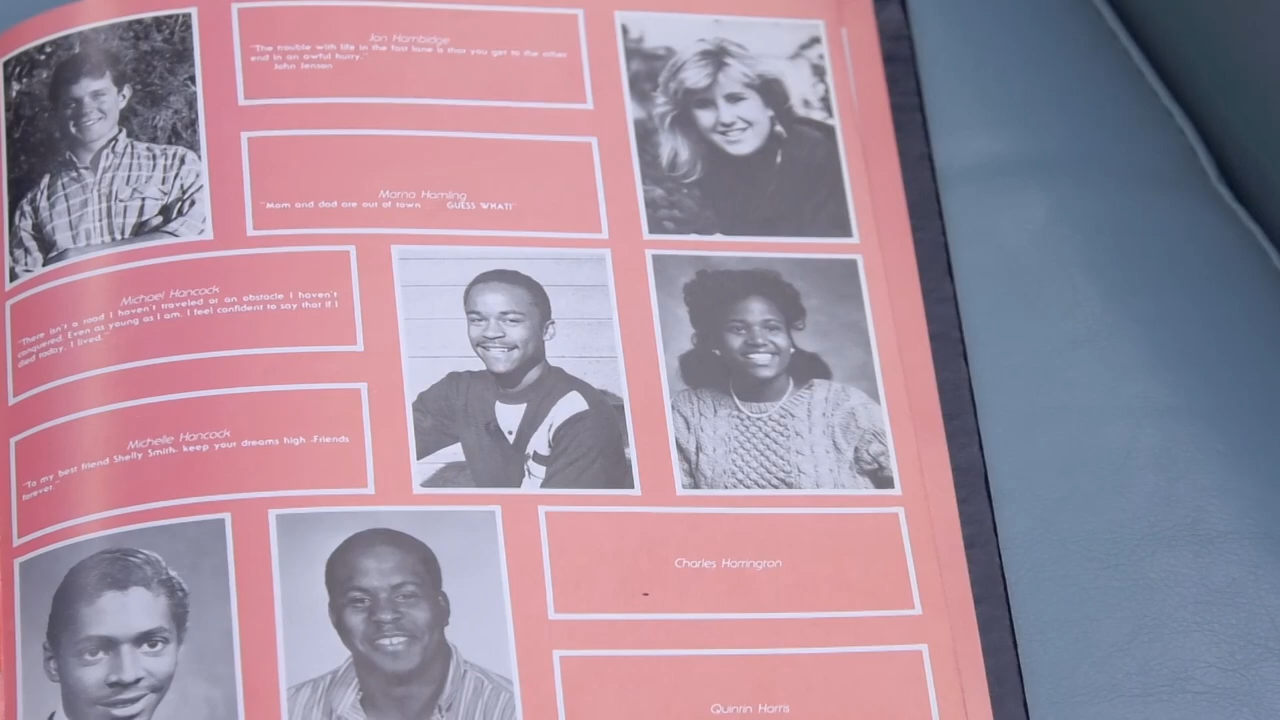 Jon Hambidge
"The trouble with life in the fast lane is that you get to the other
end in an awful hurry."
John Jenson
Marna Hamling
"Mom and dad are out of town ... GUESS WHAT!"
Michael Hancock
"There isn't a road I haven't traveled or an obstacle I haven't
conquered. Even as young as I am, I feel confident to say that if I
died today, I lived."
Michelle Hancock
"To my best friend Shelly Smith- keep your dreams high -Friends
forever."
Charles Harrington
Quinrin Harris